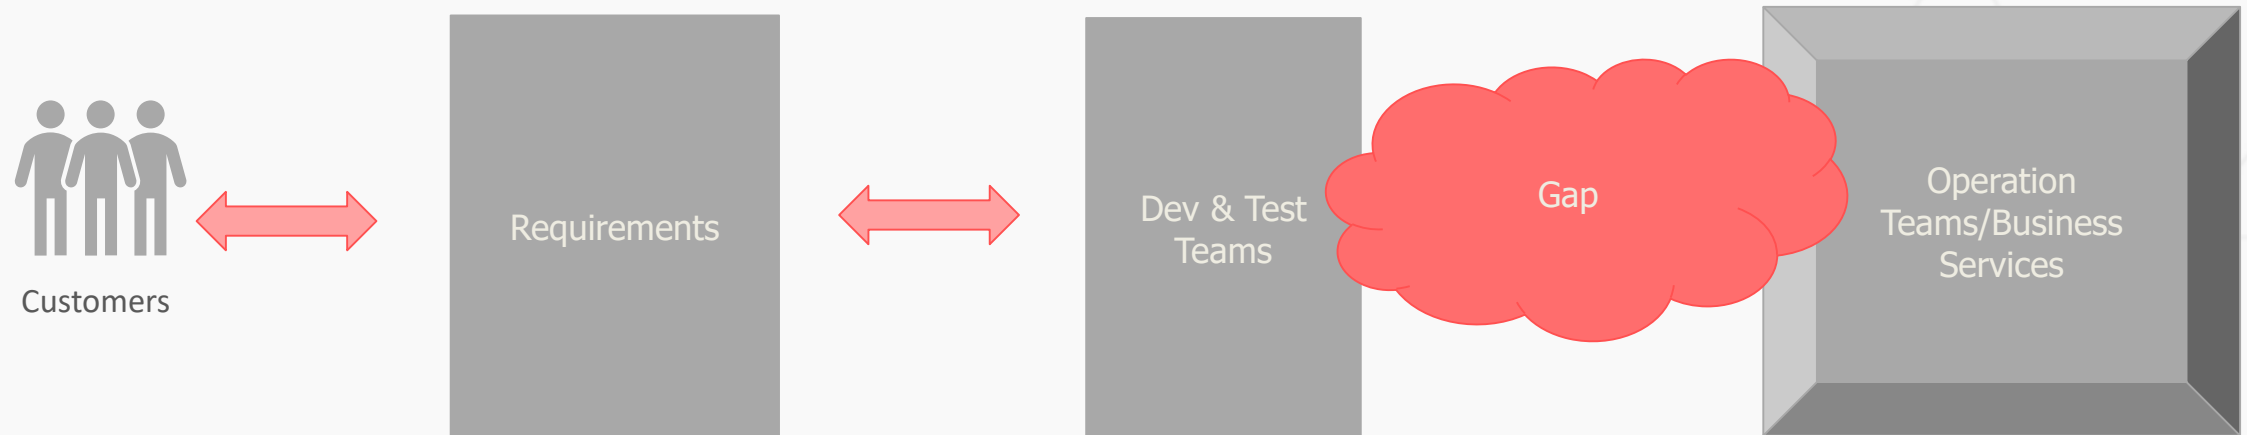 Customers
Requirements
Dev & Test
Teams
Gap
Operation
Teams/Business
Services